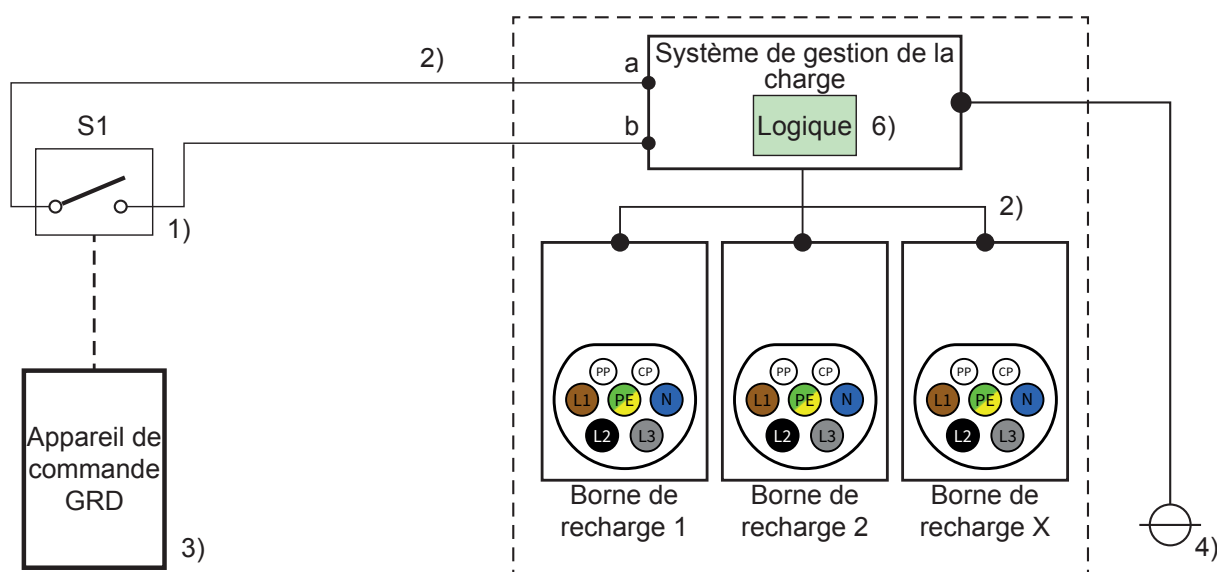 2)
a
Système de gestion de la
charge
S1
b
Logique 6)
1)
2)
PP CP PP CP PP CP
L1 PE N L1 PE N L1 PE N
L2 L3 L2 L3 L2 L3
Appareil de
commande
GRD
3)
Borne de
recharge 1
Borne de
recharge 2
Borne de
recharge X
4)